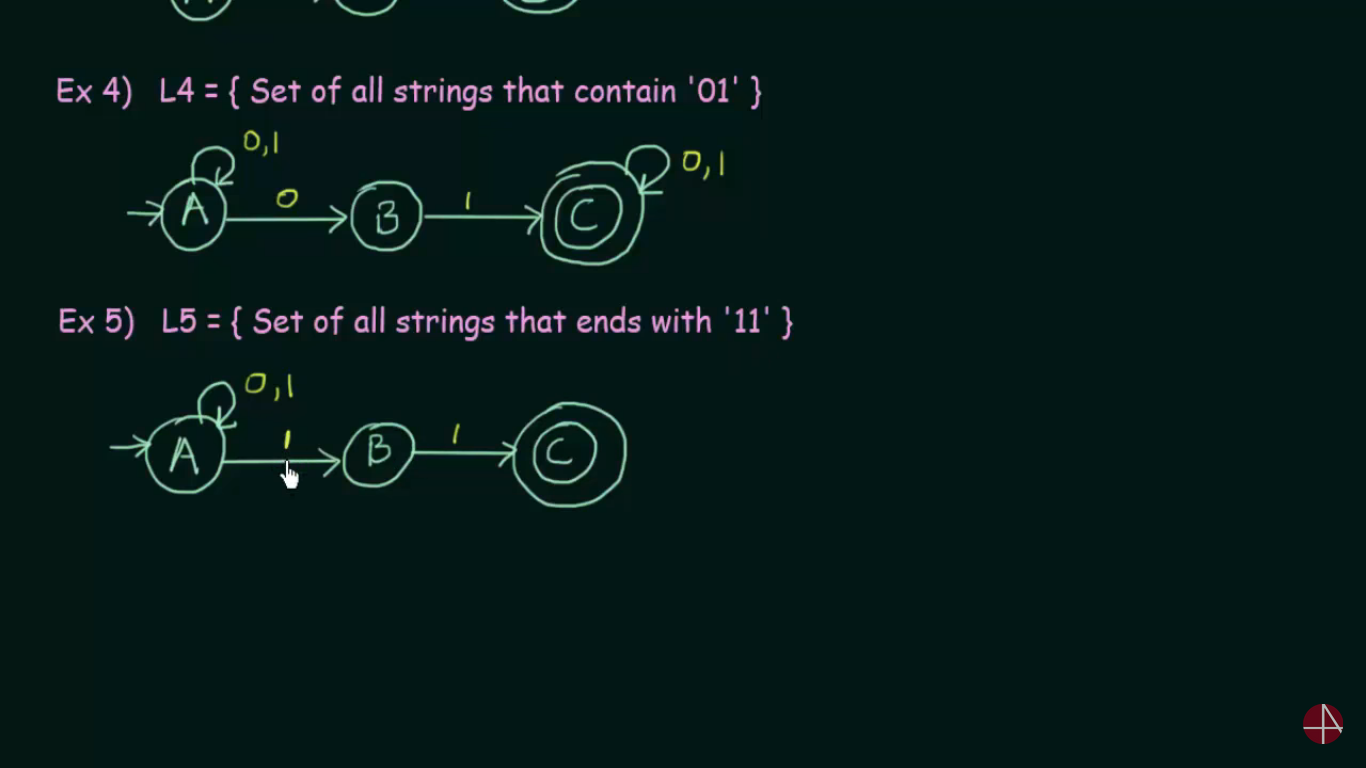 Ex 4) L4 = { Set of all strings that contain '01' }
0,1
0,1
A
0
B
1
C
Ex 5) L5 = { Set of all strings that ends with '11' }
0,1
A
1
B
1
C